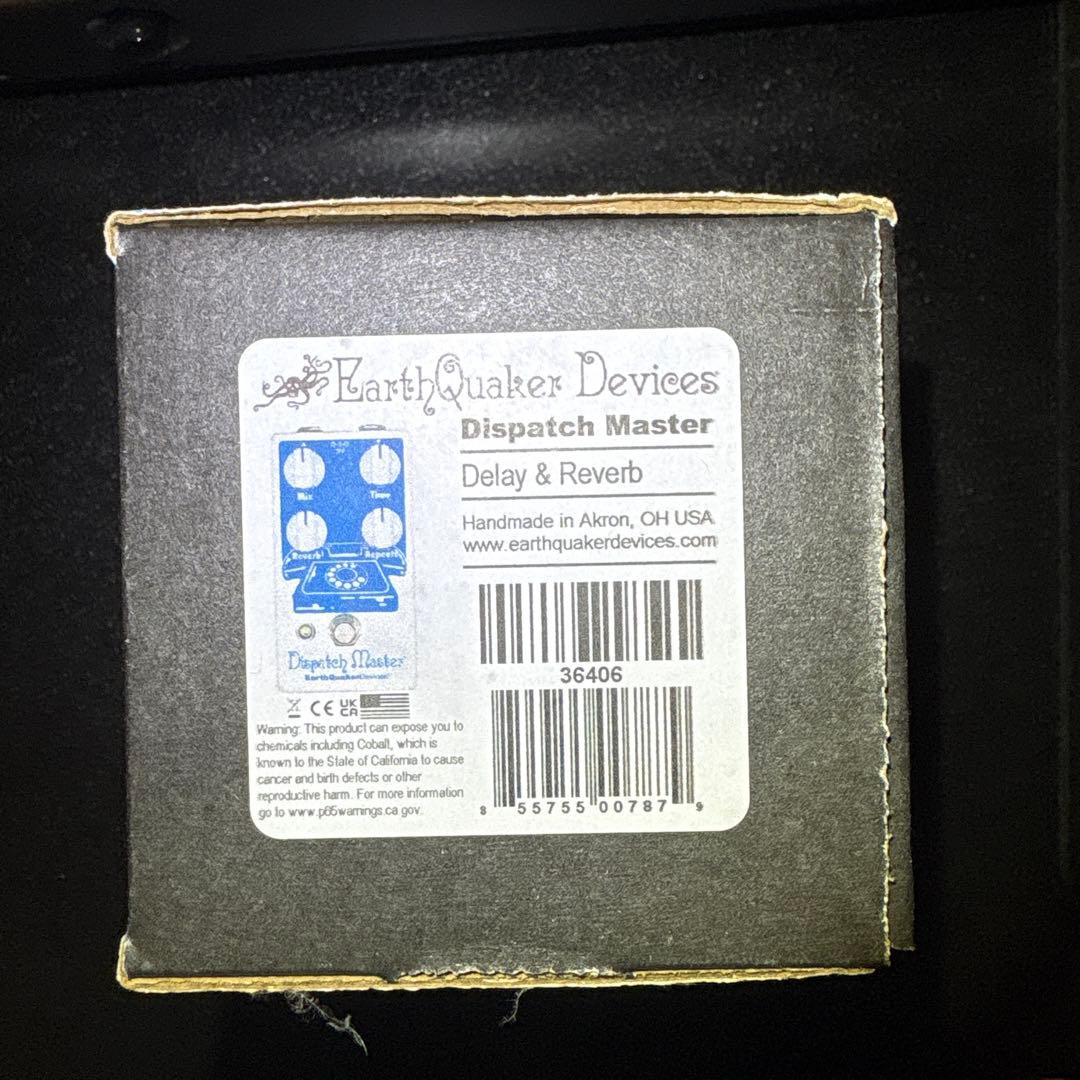 EarthQuaker Devices
Dispatch Master
Delay & Reverb
Handmade in Akron, OH USA
www.earthquakerdevices.com
Mix Time
Reverb Repeats
Dispatch Master
EarthQuaker Devices
CE UK CA
Warning: This product can expose you to
chemicals including Cobalt, which is
known to the State of California to cause
cancer and birth defects or other
reproductive harm. For more information
go to www.p65warnings.ca.gov.
36406
8 55755 00787 9